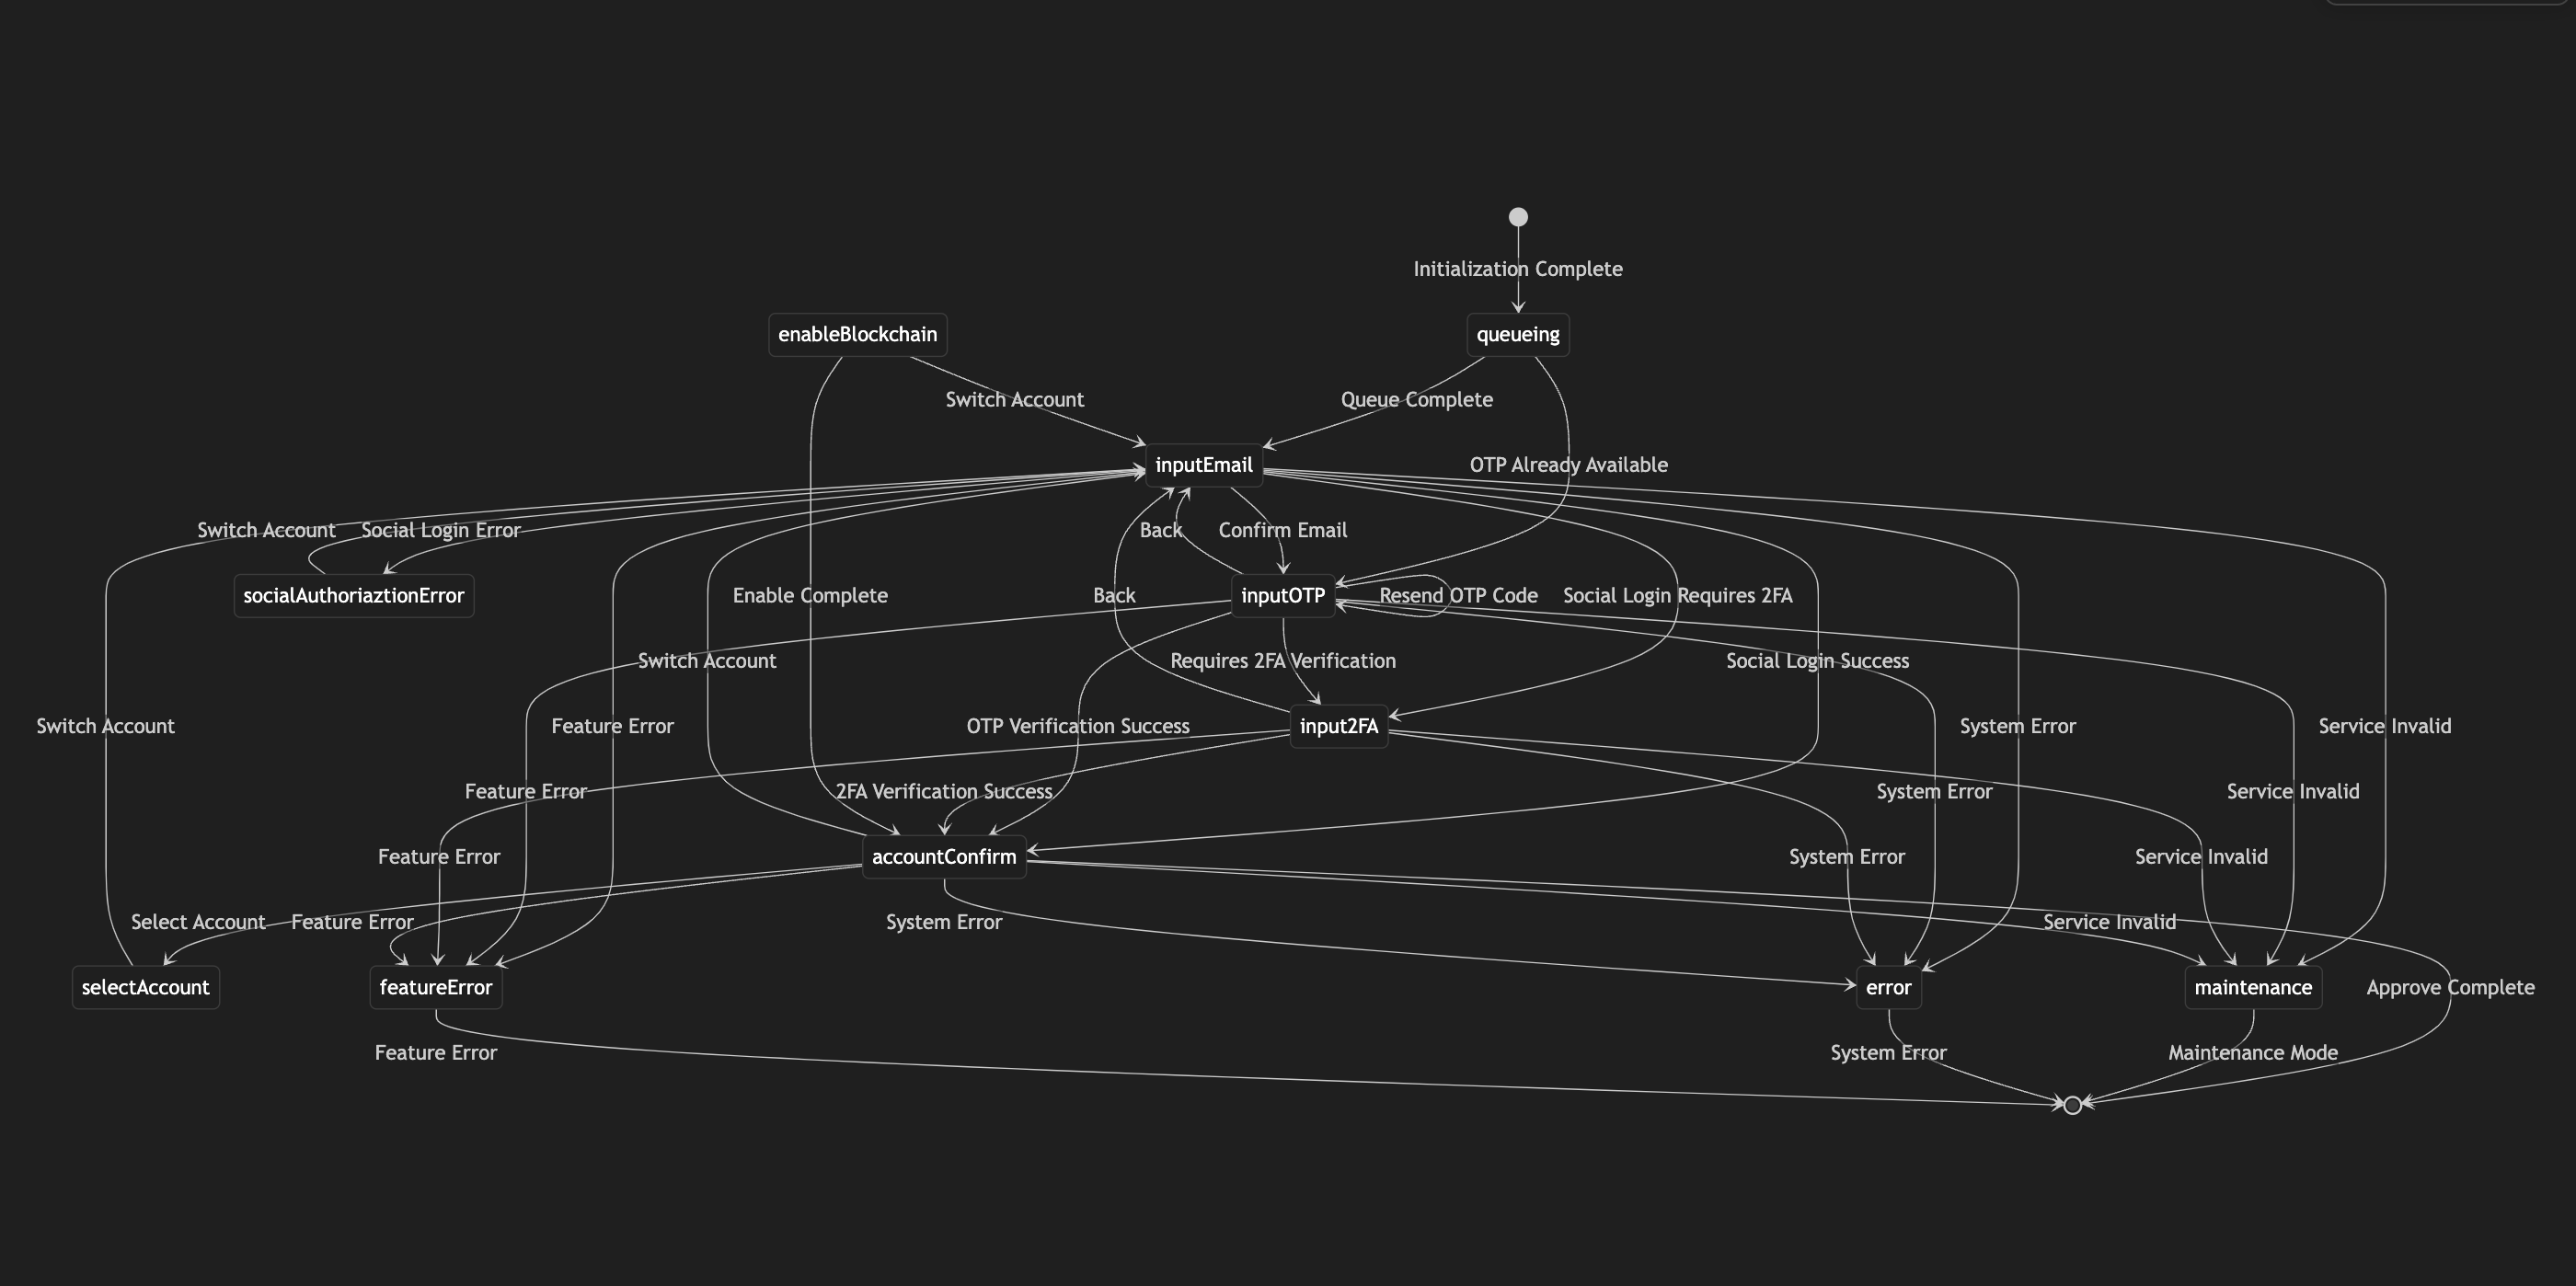 Initialization Complete
enableBlockchain
queueing
Switch Account
Queue Complete
inputEmail
OTP Already Available
Switch Account
Social Login Error
Back
Confirm Email
socialAuthoriaztionError
Enable Complete
Back
inputOTP
Resend OTP Code
Social Login Requires 2FA
Switch Account
Requires 2FA Verification
Social Login Success
Switch Account
Feature Error
OTP Verification Success
input2FA
System Error
Service Invalid
Feature Error
2FA Verification Success
System Error
Service Invalid
Feature Error
accountConfirm
System Error
Service Invalid
Select Account
Feature Error
System Error
Service Invalid
selectAccount
featureError
error
maintenance
Approve Complete
Feature Error
System Error
Maintenance Mode